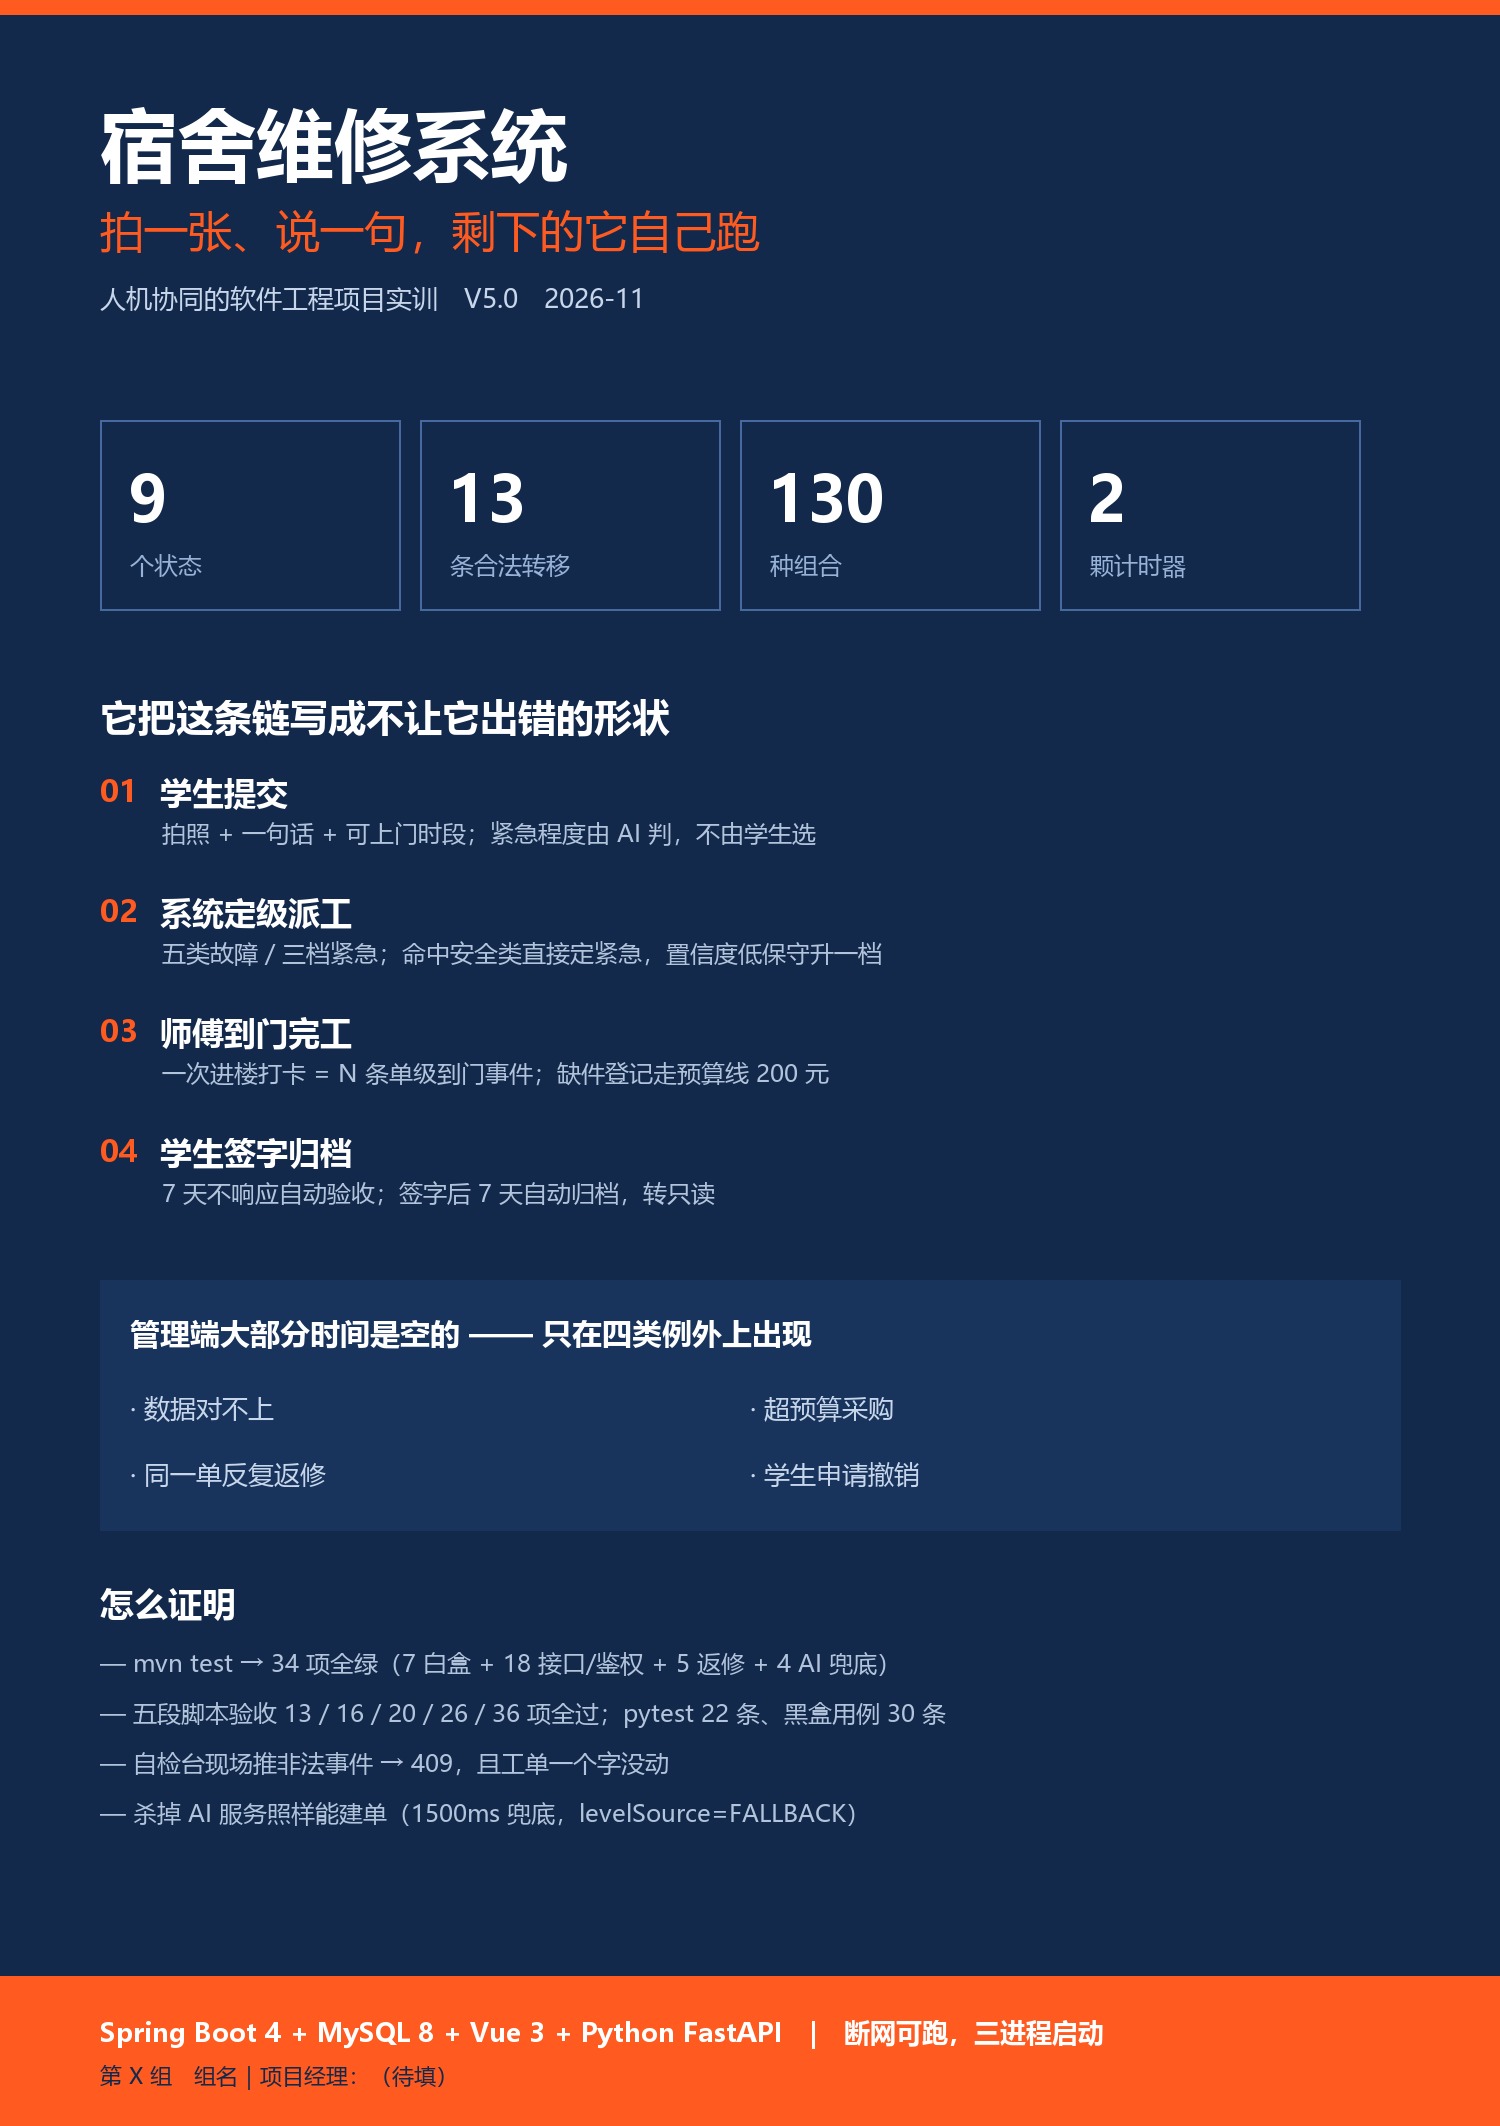 宿舍维修系统
拍一张、说一句，剩下的它自己跑
人机协同的软件工程项目实训 V5.0 2026-11
9
个状态
13
条合法转移
130
种组合
2
颗计时器
它把这条链写成不让它出错的形状
01 学生提交
拍照 + 一句话 + 可上门时段；紧急程度由 AI 判，不由学生选
02 系统定级派工
五类故障 / 三档紧急；命中安全类直接定紧急，置信度低保守升一档
03 师傅到门完工
一次进楼打卡 = N 条单级到门事件；缺件登记走预算线 200 元
04 学生签字归档
7 天不响应自动验收；签字后 7 天自动归档，转只读
管理端大部分时间是空的 —— 只在四类例外上出现
· 数据对不上
· 超预算采购
· 同一单反复返修
· 学生申请撤销
怎么证明
— mvn test → 34 项全绿（7 白盒 + 18 接口/鉴权 + 5 返修 + 4 AI 兜底）
— 五段脚本验收 13 / 16 / 20 / 26 / 36 项全过；pytest 22 条、黑盒用例 30 条
— 自检台现场推非法事件 → 409，且工单一个字没动
— 杀掉 AI 服务照样能建单（1500ms 兜底，levelSource=FALLBACK）
Spring Boot 4 + MySQL 8 + Vue 3 + Python FastAPI | 断网可跑，三进程启动
第 X 组 组名 | 项目经理：（待填）